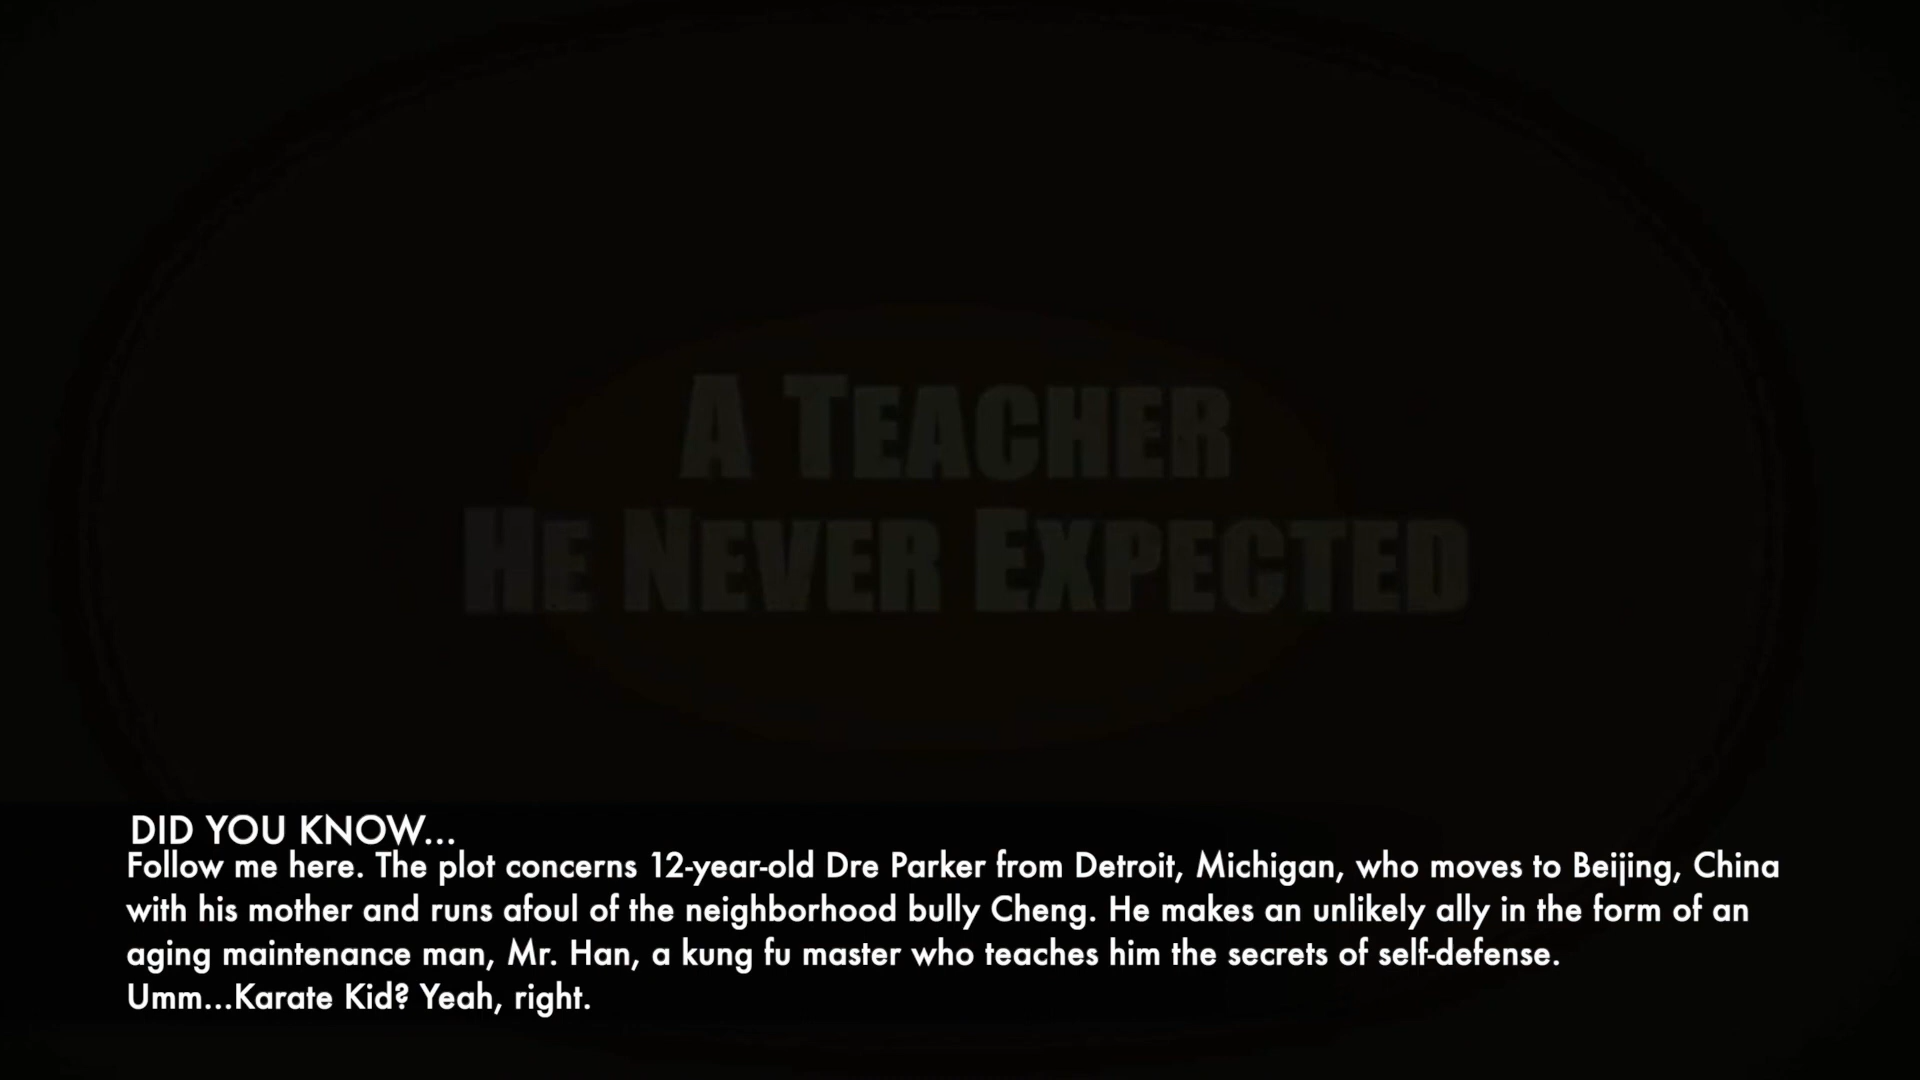 A TEACHER
HE NEVER EXPECTED
DID YOU KNOW...
Follow me here. The plot concerns 12-year-old Dre Parker from Detroit, Michigan, who moves to Beijing, China
with his mother and runs afoul of the neighborhood bully Cheng. He makes an unlikely ally in the form of an
aging maintenance man, Mr. Han, a kung fu master who teaches him the secrets of self-defense.
Umm...Karate Kid? Yeah, right.